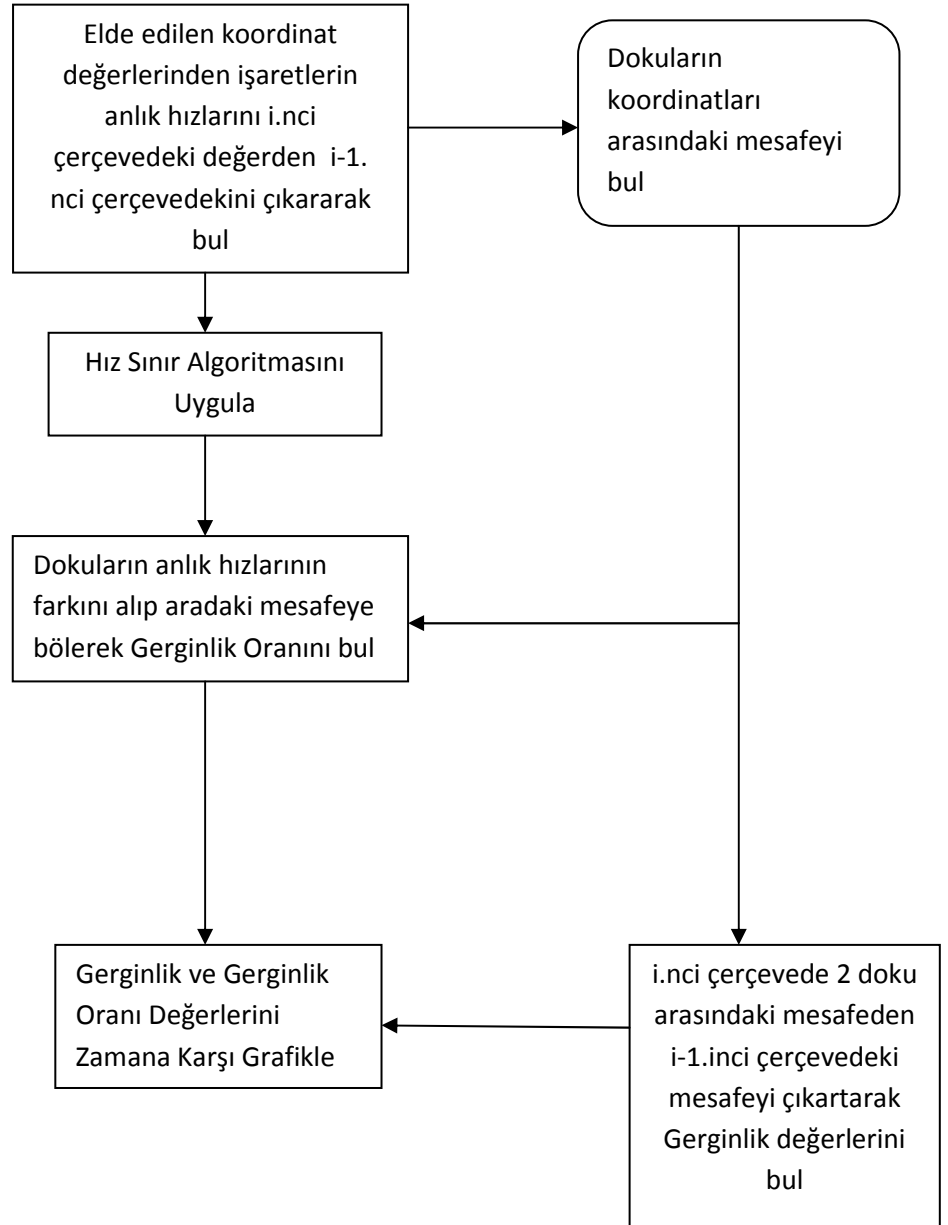 Elde edilen koordinat
değerlerinden işaretlerin
anlık hızlarını i.nci
çerçevedeki değerden i-1.
nci çerçevedekini çıkararak
bul
Dokuların
koordinatları
arasındaki mesafeyi
bul
Hız Sınır Algoritmasını
Uygula
Dokuların anlık hızlarının
farkını alıp aradaki mesafeye
bölerek Gerginlik Oranını bul
Gerginlik ve Gerginlik
Oranı Değerlerini
Zamana Karşı Grafikle
i.nci çerçevede 2 doku
arasındaki mesafeden
i-1.inci çerçevedeki
mesafeyi çıkartarak
Gerginlik değerlerini
bul